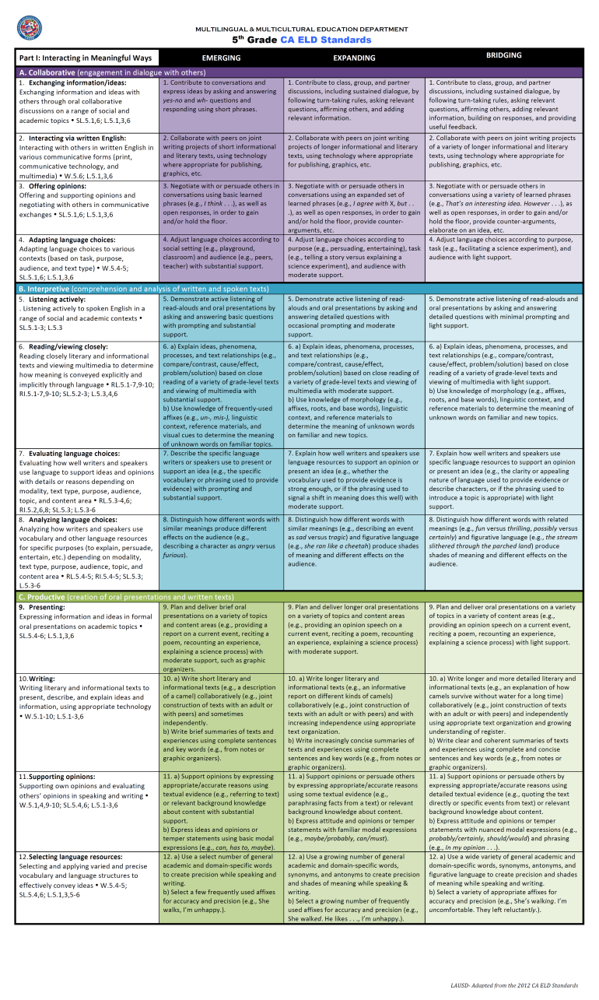 MULTILINGUAL & MULTICULTURAL EDUCATION DEPARTMENT
5th Grade CA ELD Standards
Part I: Interacting in Meaningful Ways
EMERGING
EXPANDING
BRIDGING
A. Collaborative (engagement in dialogue with others)
1. Exchanging information/ideas:
Exchanging information and ideas with
others through oral collaborative
discussions on a range of social and
academic topics • SL.5.1,6; L.5.1,3,6
1. Contribute to conversations and
express ideas by asking and answering
yes-no and wh- questions and
responding using short phrases.
1. Contribute to class, group, and partner
discussions, including sustained dialogue, by
following turn-taking rules, asking relevant
questions, affirming others, and adding
relevant information.
1. Contribute to class, group, and partner
discussions, including sustained dialogue, by
following turn-taking rules, asking relevant
questions, affirming others, adding relevant
information, building on responses, and providing
useful feedback.
2. Interacting via written English:
Interacting with others in written English in
various communicative forms (print,
communicative technology, and
multimedia) • W.5.6; L.5.1,3,6
2. Collaborate with peers on joint
writing projects of short informational
and literary texts, using technology
where appropriate for publishing,
graphics, etc.
2. Collaborate with peers on joint writing
projects of longer informational and literary
texts, using technology where appropriate
for publishing, graphics, etc.
2. Collaborate with peers on joint writing projects
of a variety of longer informational and literary
texts, using technology where appropriate for
publishing, graphics, etc.
3. Offering opinions:
Offering and supporting opinions and
negotiating with others in communicative
exchanges • SL.5.1,6; L.5.1,3,6
3. Negotiate with or persuade others in
conversations using basic learned
phrases (e.g., I think . . .), as well as
open responses, in order to gain
and/or hold the floor.
3. Negotiate with or persuade others in
conversations using an expanded set of
learned phrases (e.g., I agree with X, but . .
.), as well as open responses, in order to gain
and/or hold the floor, provide counter-
arguments, etc.
3. Negotiate with or persuade others in
conversations using a variety of learned phrases
(e.g., That's an interesting idea. However . . .), as
well as open responses, in order to gain and/or
hold the floor, provide counter-arguments,
elaborate on an idea, etc.
4. Adapting language choices:
Adapting language choices to various
contexts (based on task, purpose,
audience, and text type) • W.5.4-5;
SL.5.1,6; L.5.1,3,6
4. Adjust language choices according to
social setting (e.g., playground,
classroom) and audience (e.g., peers,
teacher) with substantial support.
4. Adjust language choices according to
purpose (e.g., persuading, entertaining), task
(e.g., telling a story versus explaining a
science experiment), and audience with
moderate support.
4. Adjust language choices according to purpose,
task (e.g., facilitating a science experiment), and
audience with light support.
B. Interpretive (comprehension and analysis of written and spoken texts)
5. Listening actively:
. Listening actively to spoken English in a
range of social and academic contexts •
SL.5.1-3; L.5.3
5. Demonstrate active listening of
read-alouds and oral presentations by
asking and answering basic questions
with prompting and substantial
support.
5. Demonstrate active listening of read-
alouds and oral presentations by asking and
answering detailed questions with
occasional prompting and moderate
support.
5. Demonstrate active listening of read-alouds and
oral presentations by asking and answering
detailed questions with minimal prompting and
light support.
6. Reading/viewing closely:
Reading closely literary and informational
texts and viewing multimedia to determine
how meaning is conveyed explicitly and
implicitly through language • RL.5.1-7,9-10;
RI.5.1-7,9-10; SL.5.2-3; L.5.3,4,6
6. a) Explain ideas, phenomena,
processes, and text relationships (e.g.,
compare/contrast, cause/effect,
problem/solution) based on close
reading of a variety of grade-level texts
and viewing of multimedia with
substantial support.
b) Use knowledge of frequently-used
affixes (e.g., un-, mis-), linguistic
context, reference materials, and
visual cues to determine the meaning
of unknown words on familiar topics.
6. a) Explain ideas, phenomena, processes,
and text relationships (e.g.,
compare/contrast, cause/effect,
problem/solution) based on close reading of
a variety of grade-level texts and viewing of
multimedia with moderate support.
b) Use knowledge of morphology (e.g.,
affixes, roots, and base words), linguistic
context, and reference materials to
determine the meaning of unknown words
on familiar and new topics.
6. a) Explain ideas, phenomena, processes, and
text relationships (e.g., compare/contrast,
cause/effect, problem/solution) based on close
reading of a variety of grade-level texts and
viewing of multimedia with light support.
b) Use knowledge of morphology (e.g., affixes,
roots, and base words), linguistic context, and
reference materials to determine the meaning of
unknown words on familiar and new topics.
7. Evaluating language choices:
Evaluating how well writers and speakers
use language to support ideas and opinions
with details or reasons depending on
modality, text type, purpose, audience,
topic, and content area • RL.5.3-4,6;
RI.5.2,6,8; SL.5.3; L.5.3-6
7. Describe the specific language
writers or speakers use to present or
support an idea (e.g., the specific
vocabulary or phrasing used to provide
evidence) with prompting and
substantial support.
7. Explain how well writers and speakers use
language resources to support an opinion or
present an idea (e.g., whether the
vocabulary used to provide evidence is
strong enough, or if the phrasing used to
signal a shift in meaning does this well) with
moderate support.
7. Explain how well writers and speakers use
specific language resources to support an opinion
or present an idea (e.g., the clarity or appealing
nature of language used to provide evidence or
describe characters, or if the phrasing used to
introduce a topic is appropriate) with light
support.
8. Analyzing language choices:
Analyzing how writers and speakers use
vocabulary and other language resources
for specific purposes (to explain, persuade,
entertain, etc.) depending on modality,
text type, purpose, audience, topic, and
content area • RL.5.4-5; RI.5.4-5; SL.5.3;
L.5.3-6
8. Distinguish how different words with
similar meanings produce different
effects on the audience (e.g.,
describing a character as angry versus
furious).
8. Distinguish how different words with
similar meanings (e.g., describing an event
as sad versus tragic) and figurative language
(e.g., she ran like a cheetah) produce shades
of meaning and different effects on the
audience.
8. Distinguish how different words with related
meanings (e.g., fun versus thrilling, possibly versus
certainly) and figurative language (e.g., the stream
slithered through the parched land) produce
shades of meaning and different effects on the
audience.
C. Productive (creation of oral presentations and written texts)
9. Presenting:
Expressing information and ideas in formal
oral presentations on academic topics •
SL.5.4-6; L.5.1,3,6
9. Plan and deliver brief oral
presentations on a variety of topics
and content areas (e.g., providing a
report on a current event, reciting a
poem, recounting an experience,
explaining a science process) with
moderate support, such as graphic
organizers.
9. Plan and deliver longer oral presentations
on a variety of topics and content areas
(e.g., providing an opinion speech on a
current event, reciting a poem, recounting
an experience, explaining a science process)
with moderate support.
9. Plan and deliver oral presentations on a variety
of topics in a variety of content areas (e.g.,
providing an opinion speech on a current event,
reciting a poem, recounting an experience,
explaining a science process) with light support.
10. Writing:
Writing literary and informational texts to
present, describe, and explain ideas and
information, using appropriate technology
• W.5.1-10; L.5.1-3,6
10. a) Write short literary and
informational texts (e.g., a description
of a camel) collaboratively (e.g., joint
construction of texts with an adult or
with peers) and sometimes
independently.
b) Write brief summaries of texts and
experiences using complete sentences
and key words (e.g., from notes or
graphic organizers).
10. a) Write longer literary and
informational texts (e.g., an informative
report on different kinds of camels)
collaboratively (e.g., joint construction of
texts with an adult or with peers) and with
increasing independence using appropriate
text organization.
b) Write increasingly concise summaries of
texts and experiences using complete
sentences and key words (e.g., from notes or
graphic organizers).
10. a) Write longer and more detailed literary and
informational texts (e.g., an explanation of how
camels survive without water for a long time)
collaboratively (e.g., joint construction of texts
with an adult or with peers) and independently
using appropriate text organization and growing
understanding of register.
b) Write clear and coherent summaries of texts
and experiences using complete and concise
sentences and key words (e.g., from notes or
graphic organizers).
11. Supporting opinions:
Supporting own opinions and evaluating
others' opinions in speaking and writing •
W.5.1,4,9-10; SL.5.4,6; L.5.1-3,6
11. a) Support opinions by expressing
appropriate/accurate reasons using
textual evidence (e.g., referring to text)
or relevant background knowledge
about content with substantial
support.
b) Express ideas and opinions or
temper statements using basic modal
expressions (e.g., can, has to, maybe).
11. a) Support opinions or persuade others
by expressing appropriate/accurate reasons
using some textual evidence (e.g.,
paraphrasing facts from a text) or relevant
background knowledge about content.
b) Express attitude and opinions or temper
statements with familiar modal expressions
(e.g., maybe/probably, can/must).
11. a) Support opinions or persuade others by
expressing appropriate/accurate reasons using
detailed textual evidence (e.g., quoting the text
directly or specific events from text) or relevant
background knowledge about content.
b) Express attitude and opinions or temper
statements with nuanced modal expressions (e.g.,
probably/certainly, should/would) and phrasing
(e.g., In my opinion . . .).
12. Selecting language resources:
Selecting and applying varied and precise
vocabulary and language structures to
effectively convey ideas • W.5.4-5;
SL.5.4,6; L.5.1,3,5-6
12. a) Use a select number of general
academic and domain-specific words
to create precision while speaking and
writing.
b) Select a few frequently used affixes
for accuracy and precision (e.g., She
walks, I'm unhappy.).
12. a) Use a growing number of general
academic and domain-specific words,
synonyms, and antonyms to create precision
and shades of meaning while speaking &
writing.
b) Select a growing number of frequently
used affixes for accuracy and precision (e.g.,
She walked. He likes . . ., I'm unhappy.).
12. a) Use a wide variety of general academic and
domain-specific words, synonyms, antonyms, and
figurative language to create precision and shades
of meaning while speaking and writing.
b) Select a variety of appropriate affixes for
accuracy and precision (e.g., She's walking. I'm
uncomfortable. They left reluctantly.).
LAUSD- Adapted from the 2012 CA ELD Standards